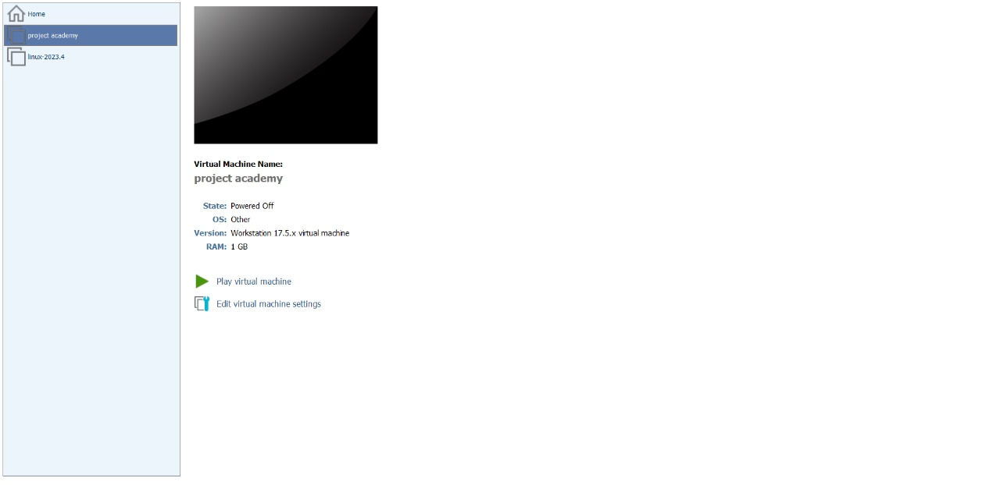 Home
project academy
linux-2023.4
Virtual Machine Name:
project academy
State: Powered Off
OS: Other
Version: Workstation 17.5.x virtual machine
RAM: 1 GB
Play virtual machine
Edit virtual machine settings